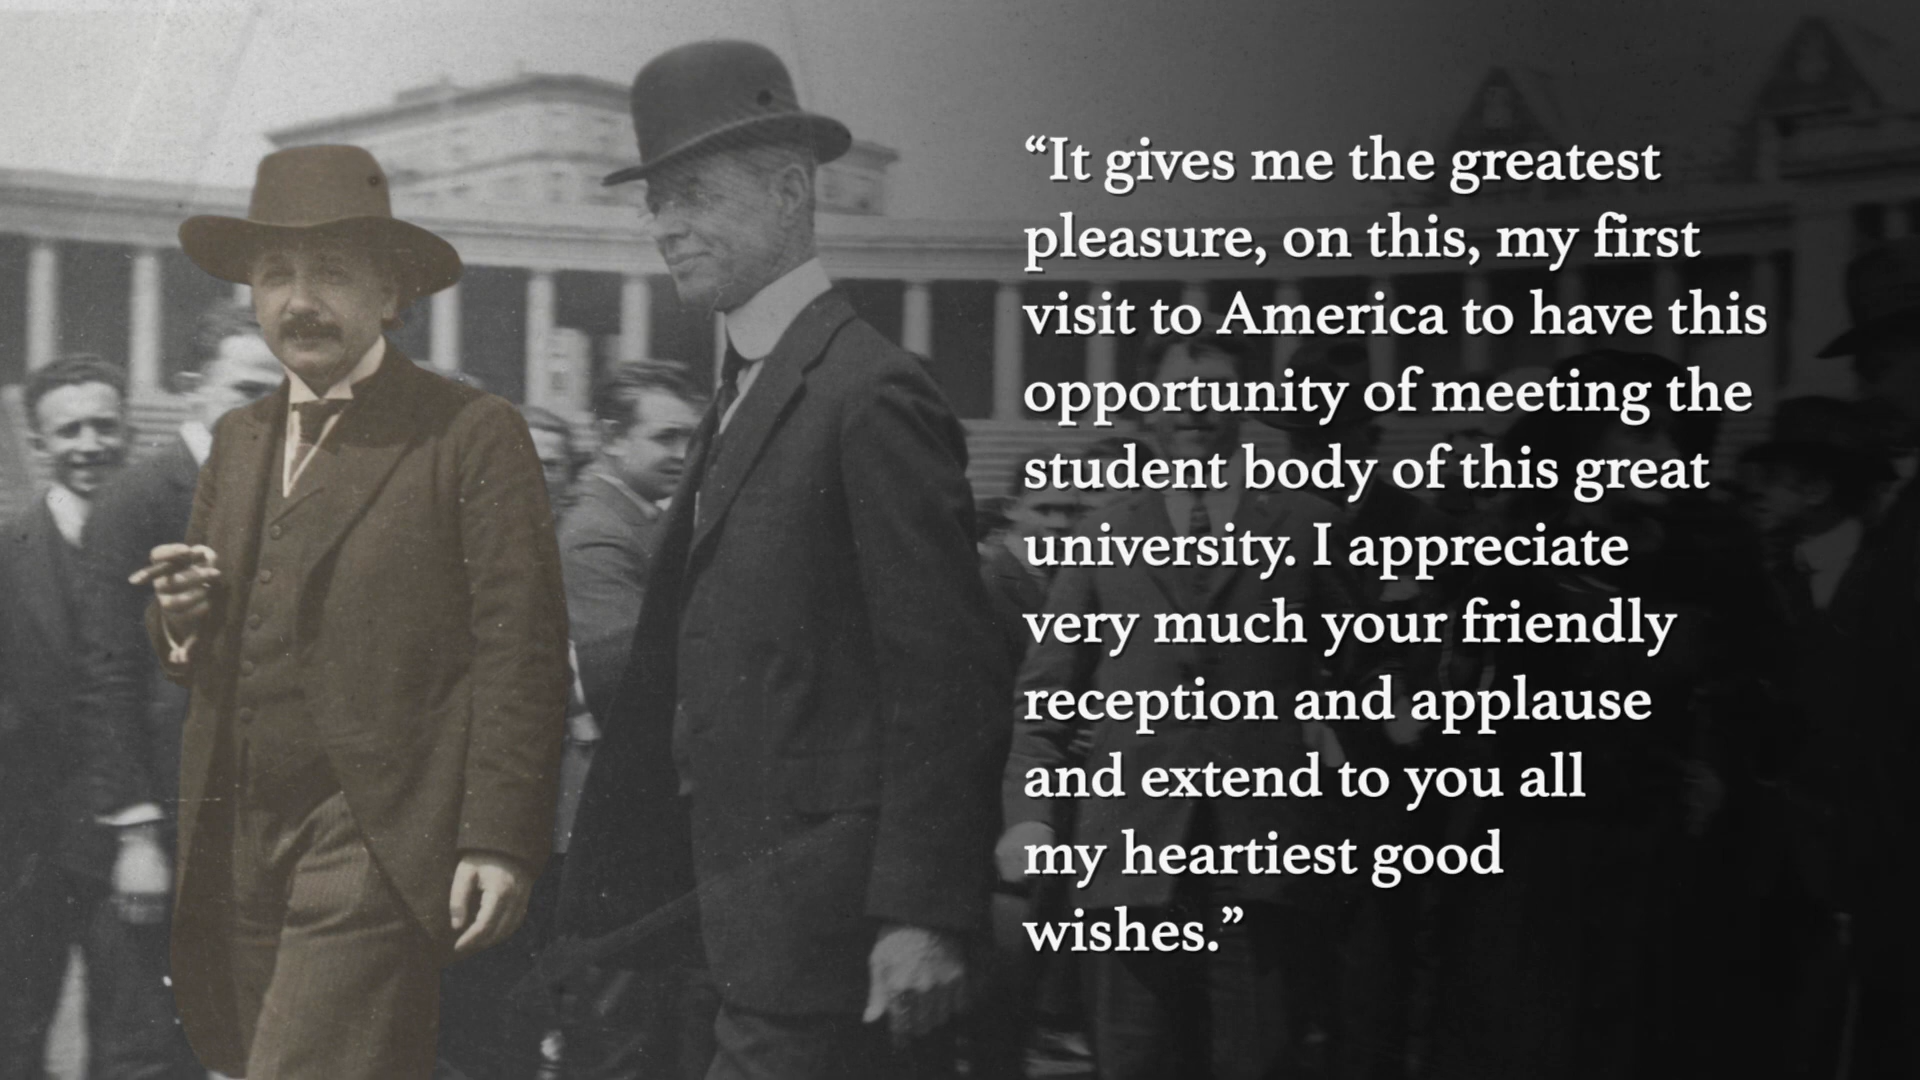 “It gives me the greatest
pleasure, on this, my first
visit to America to have this
opportunity of meeting the
student body of this great
university. I appreciate
very much your friendly
reception and applause
and extend to you all
my heartiest good
wishes.”